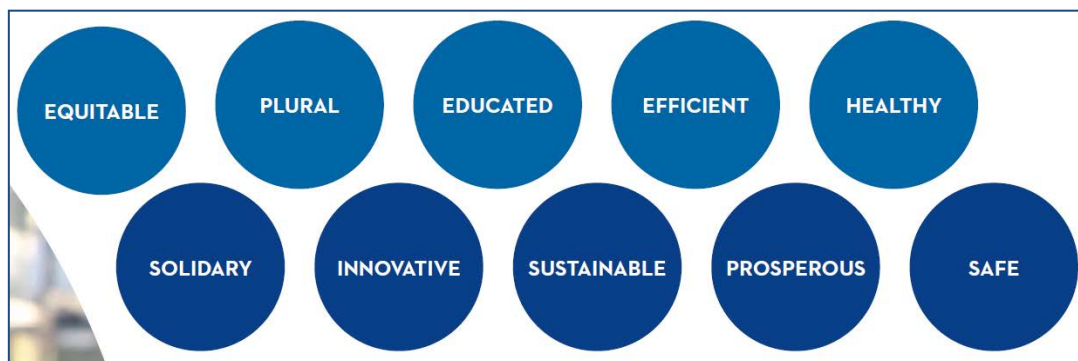 EQUITABLE PLURAL EDUCATED EFFICIENT HEALTHY
SOLIDARY INNOVATIVE SUSTAINABLE PROSPEROUS SAFE